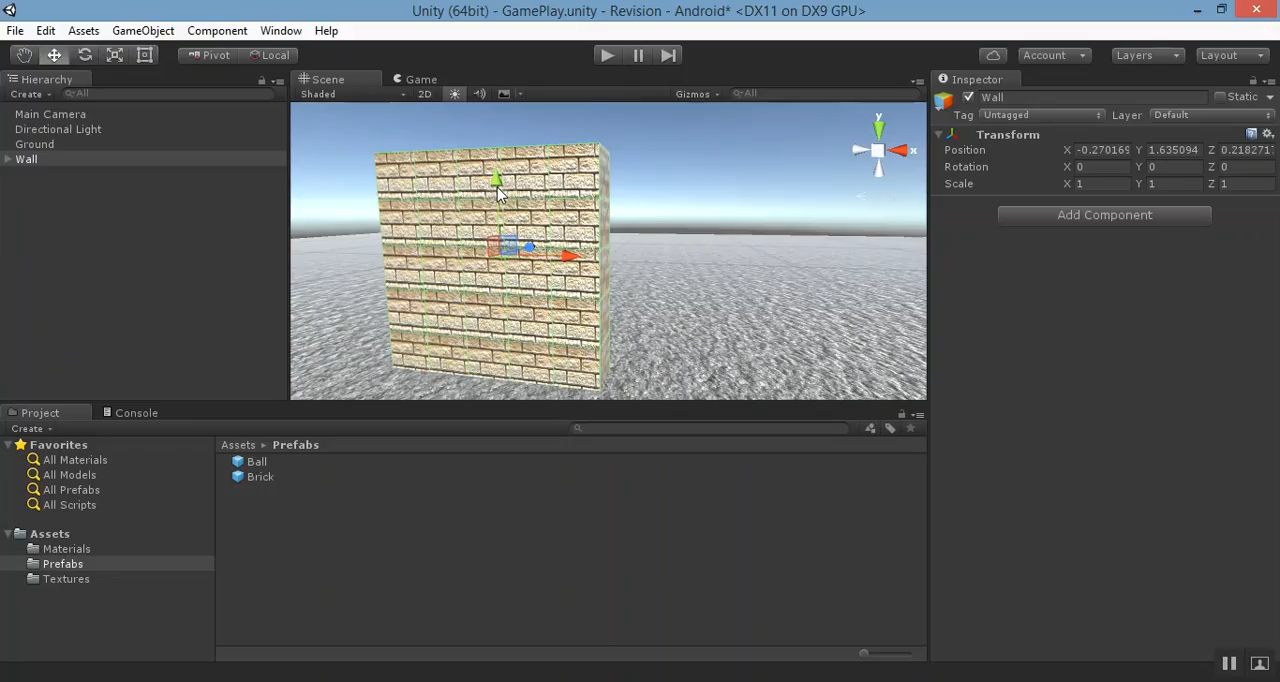 Unity (64bit) - GamePlay.unity - Revision - Android* <DX11 on DX9 GPU>
File Edit Assets GameObject Component Window Help
Pivot Local Account Layers Layout
Hierarchy Scene Game Inspector
Create All Shaded 2D Gizmos All Wall Static
Tag Untagged Layer Default
Main Camera
Directional Light
Ground
Wall
y
x
Transform
Position X -0.270169 Y 1.635094 Z 0.218271
Rotation X 0 Y 0 Z 0
Scale X 1 Y 1 Z 1
Add Component
Project Console
Create
Favorites
All Materials
All Models
All Prefabs
All Scripts
Assets
Materials
Prefabs
Textures
Assets Prefabs
Ball
Brick